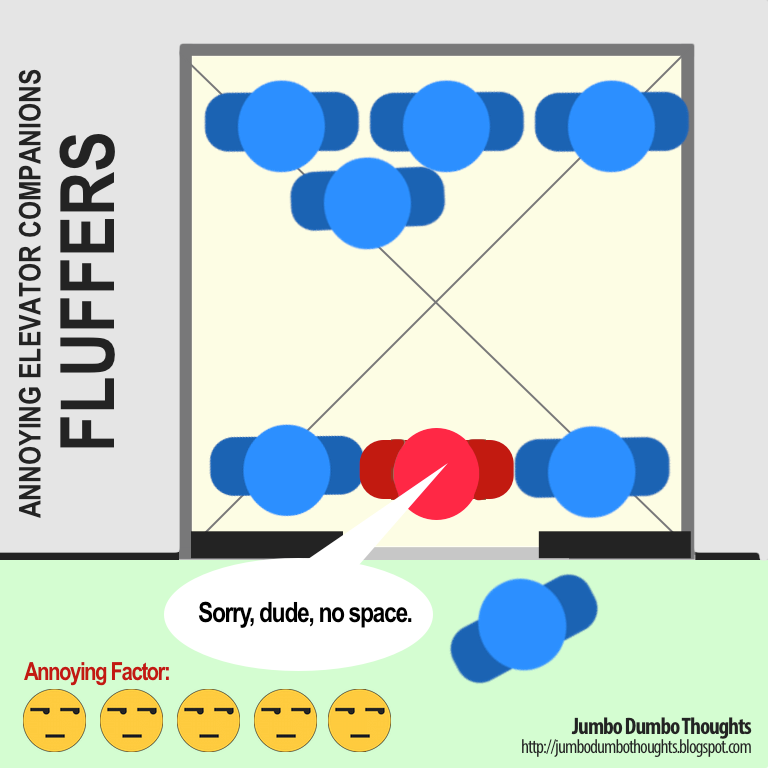 ANNOYING ELEVATOR COMPANIONS
FLUFFERS
Sorry, dude, no space.
Annoying Factor:
Jumbo Dumbo Thoughts
http://jumbodumbothoughts.blogspot.com